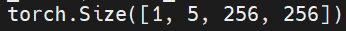 torch.Size([1, 5, 256, 256])